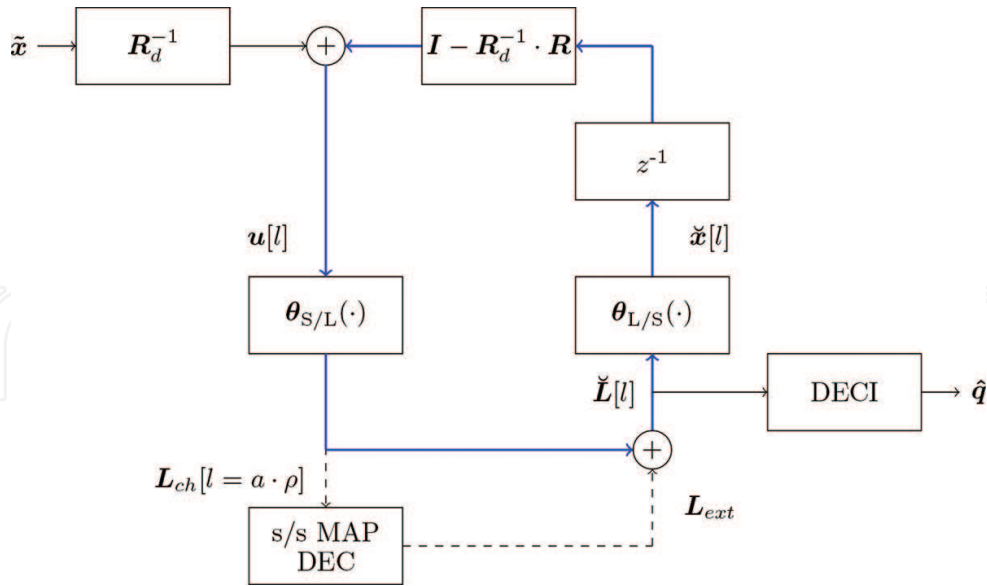 x̃
R_d^{-1}
+
I − R_d^{-1} · R
z^{-1}
u[l]
x̆[l]
θ_{S/L}(·)
θ_{L/S}(·)
L̆[l]
DECI
q̂
+
L_{ch}[l = a · ρ]
L_{ext}
s/s MAP
DEC